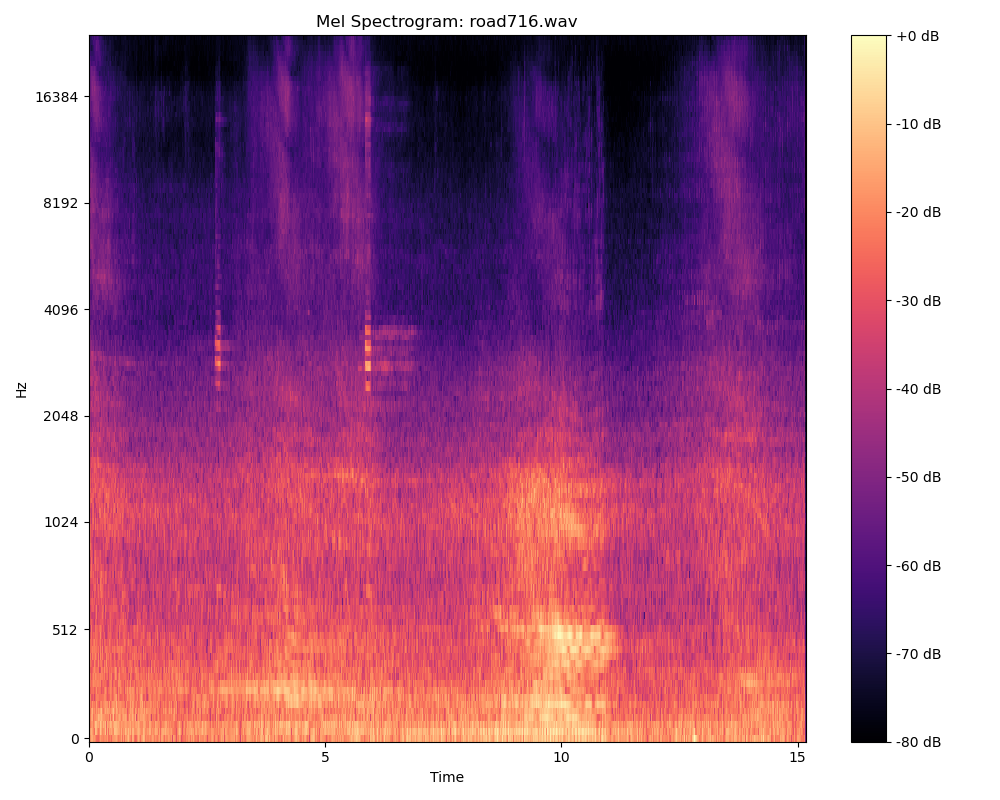 Mel Spectrogram: road716.wav
+0 dB
16384
-10 dB
8192
-20 dB
4096
-30 dB
Hz
2048
-40 dB
1024
-50 dB
512
-60 dB
0
-70 dB
-80 dB
0 5 10 15
Time